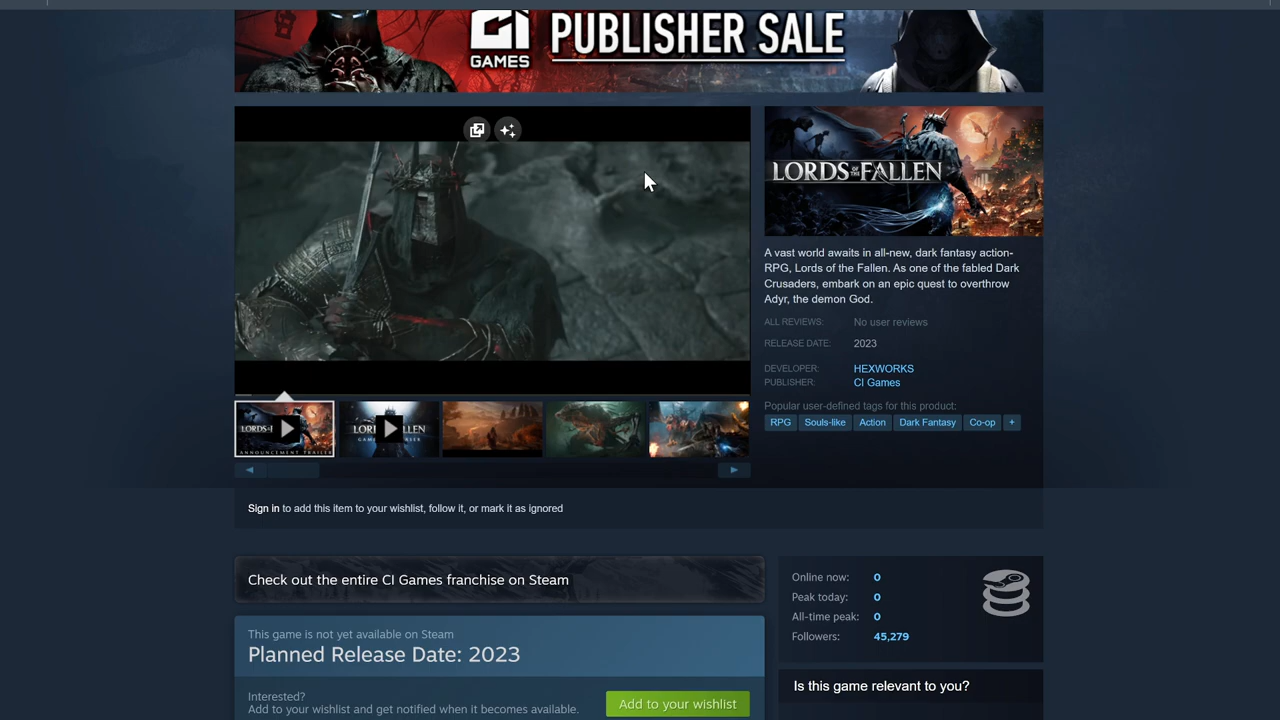 CI
GAMES
PUBLISHER SALE
LORDS OF THE FALLEN
A vast world awaits in all-new, dark fantasy action-
RPG, Lords of the Fallen. As one of the fabled Dark
Crusaders, embark on an epic quest to overthrow
Adyr, the demon God.
ALL REVIEWS: No user reviews
RELEASE DATE: 2023
DEVELOPER: HEXWORKS
PUBLISHER: CI Games
Popular user-defined tags for this product:
RPG Souls-like Action Dark Fantasy Co-op +
ANNOUNCEMENT TRAILER
Sign in to add this item to your wishlist, follow it, or mark it as ignored
Check out the entire CI Games franchise on Steam
This game is not yet available on Steam
Planned Release Date: 2023
Interested?
Add to your wishlist and get notified when it becomes available.
Add to your wishlist
Online now: 0
Peak today: 0
All-time peak: 0
Followers: 45,279
Is this game relevant to you?